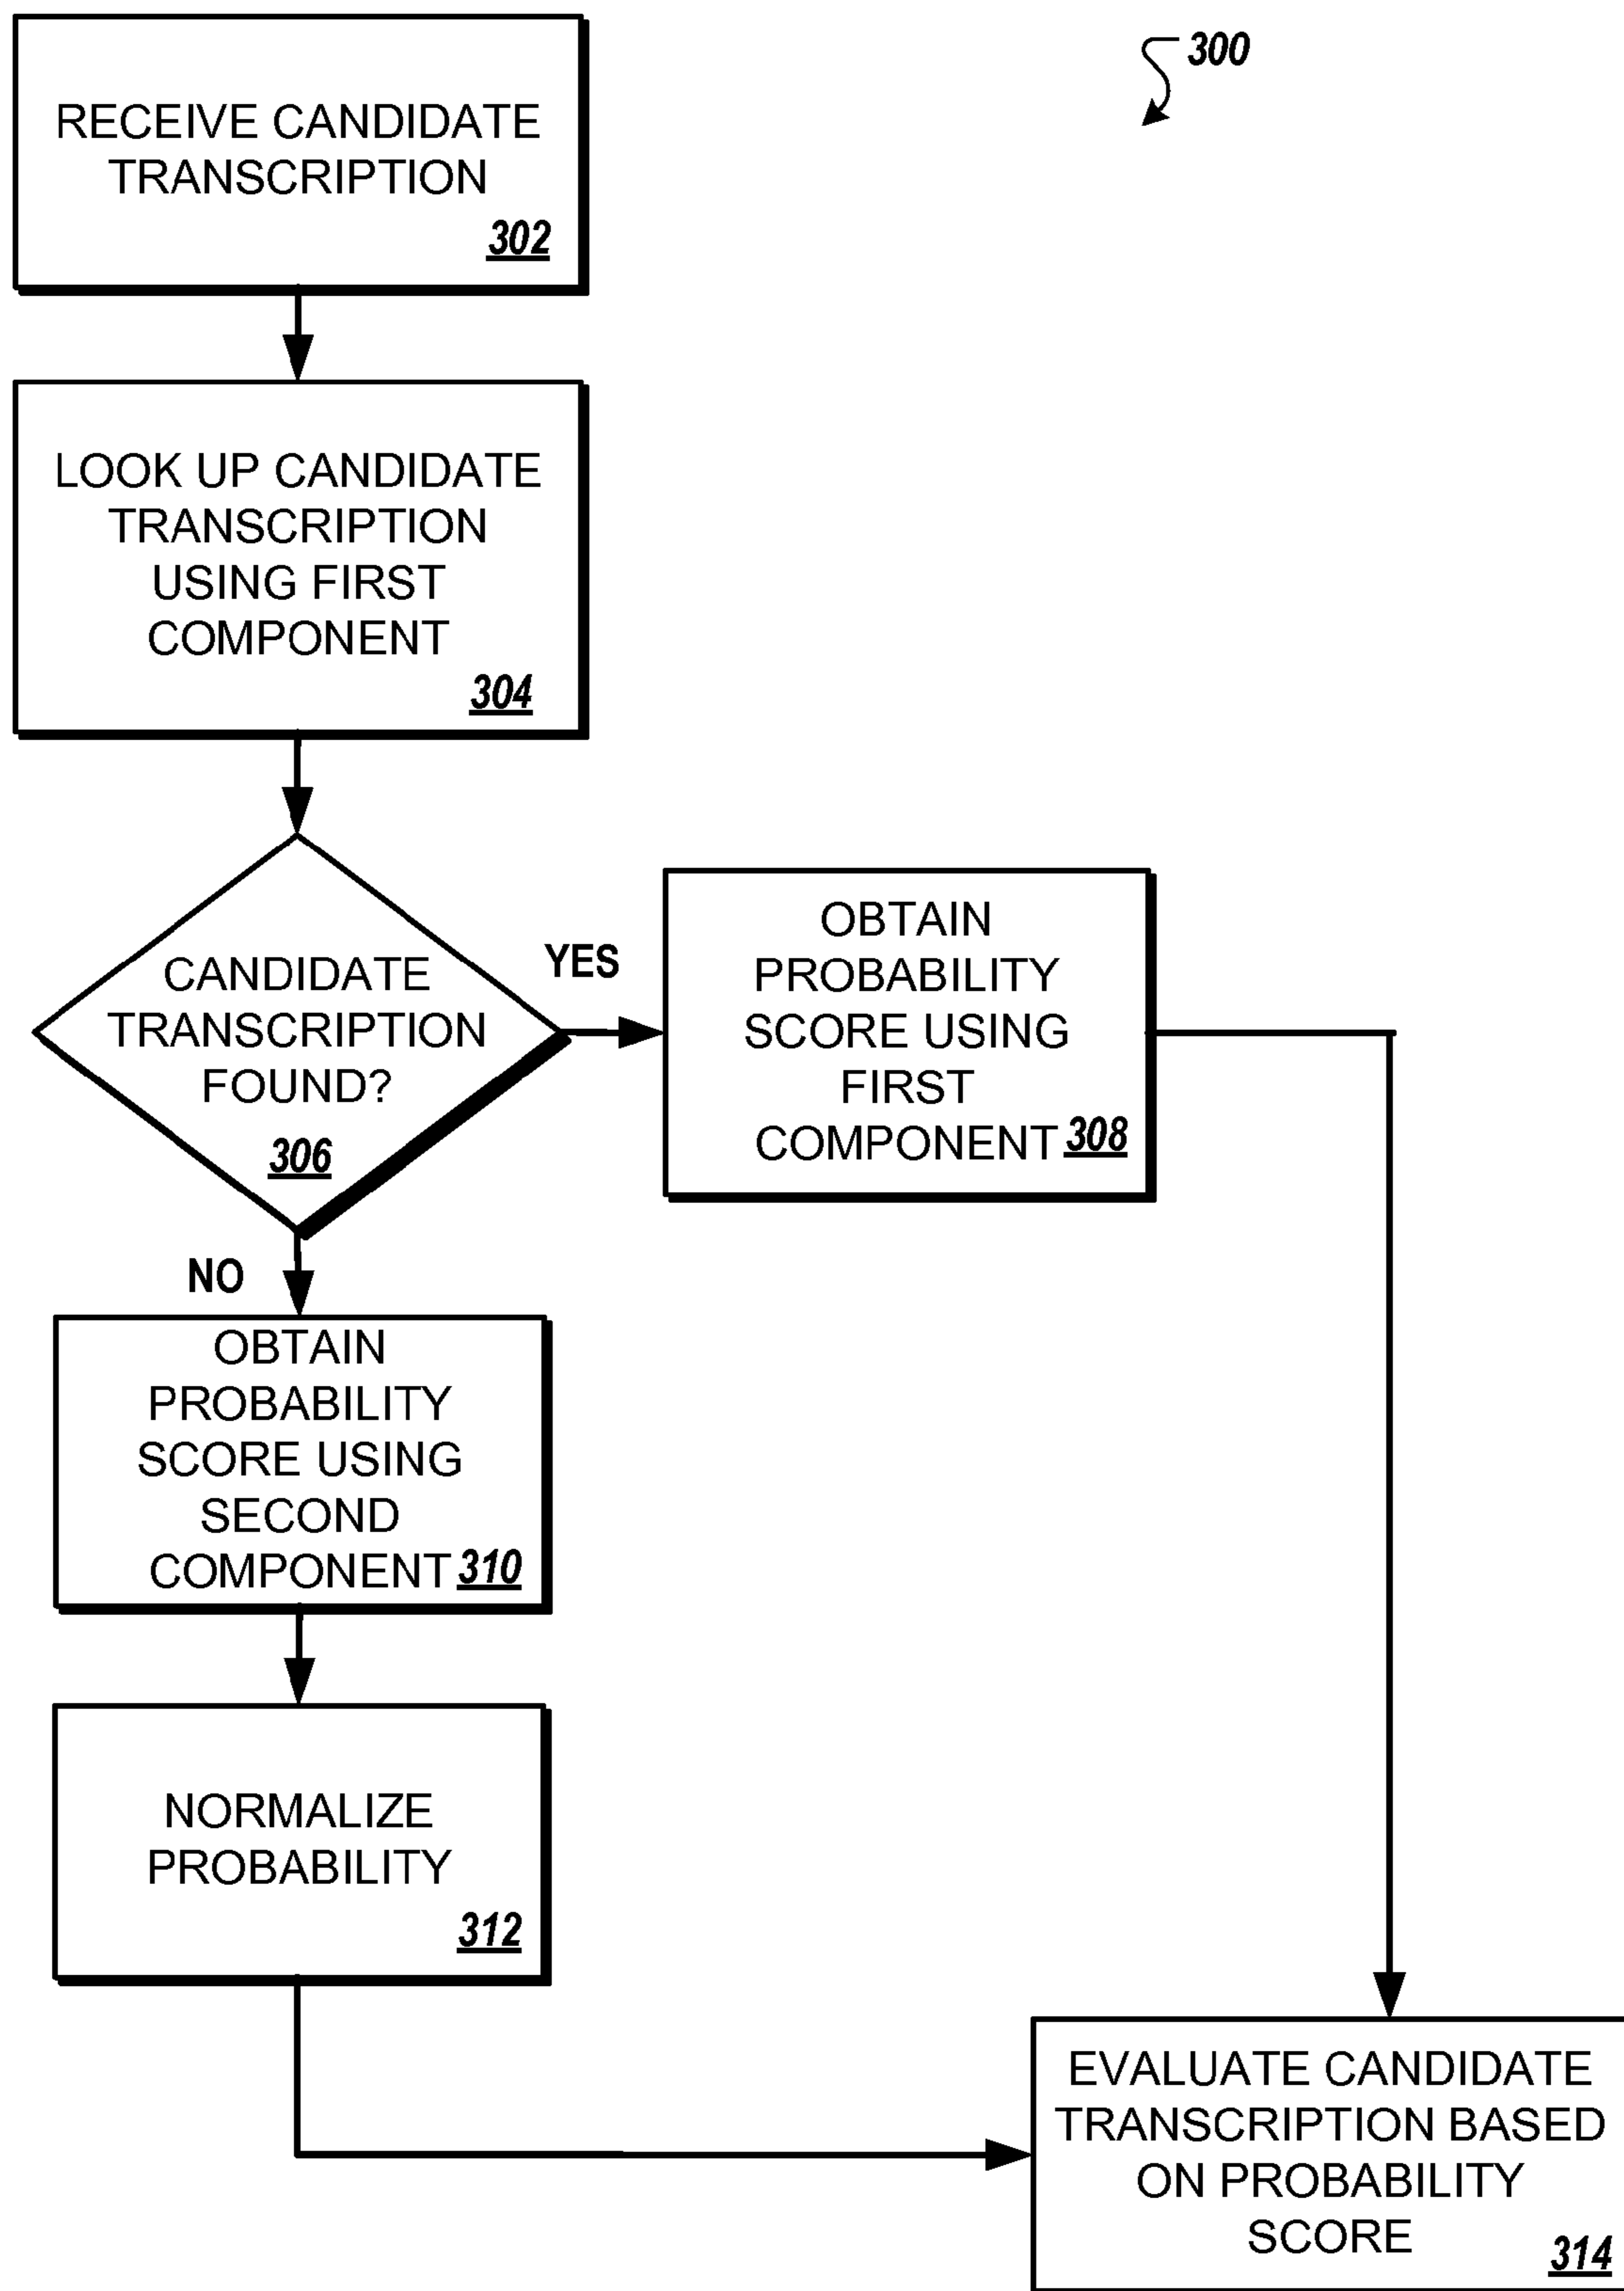 300
RECEIVE CANDIDATE
TRANSCRIPTION
302
LOOK UP CANDIDATE
TRANSCRIPTION
USING FIRST
COMPONENT
304
CANDIDATE
TRANSCRIPTION
FOUND?
306
YES
OBTAIN
PROBABILITY
SCORE USING
FIRST
COMPONENT 308
NO
OBTAIN
PROBABILITY
SCORE USING
SECOND
COMPONENT 310
NORMALIZE
PROBABILITY
312
EVALUATE CANDIDATE
TRANSCRIPTION BASED
ON PROBABILITY
SCORE
314